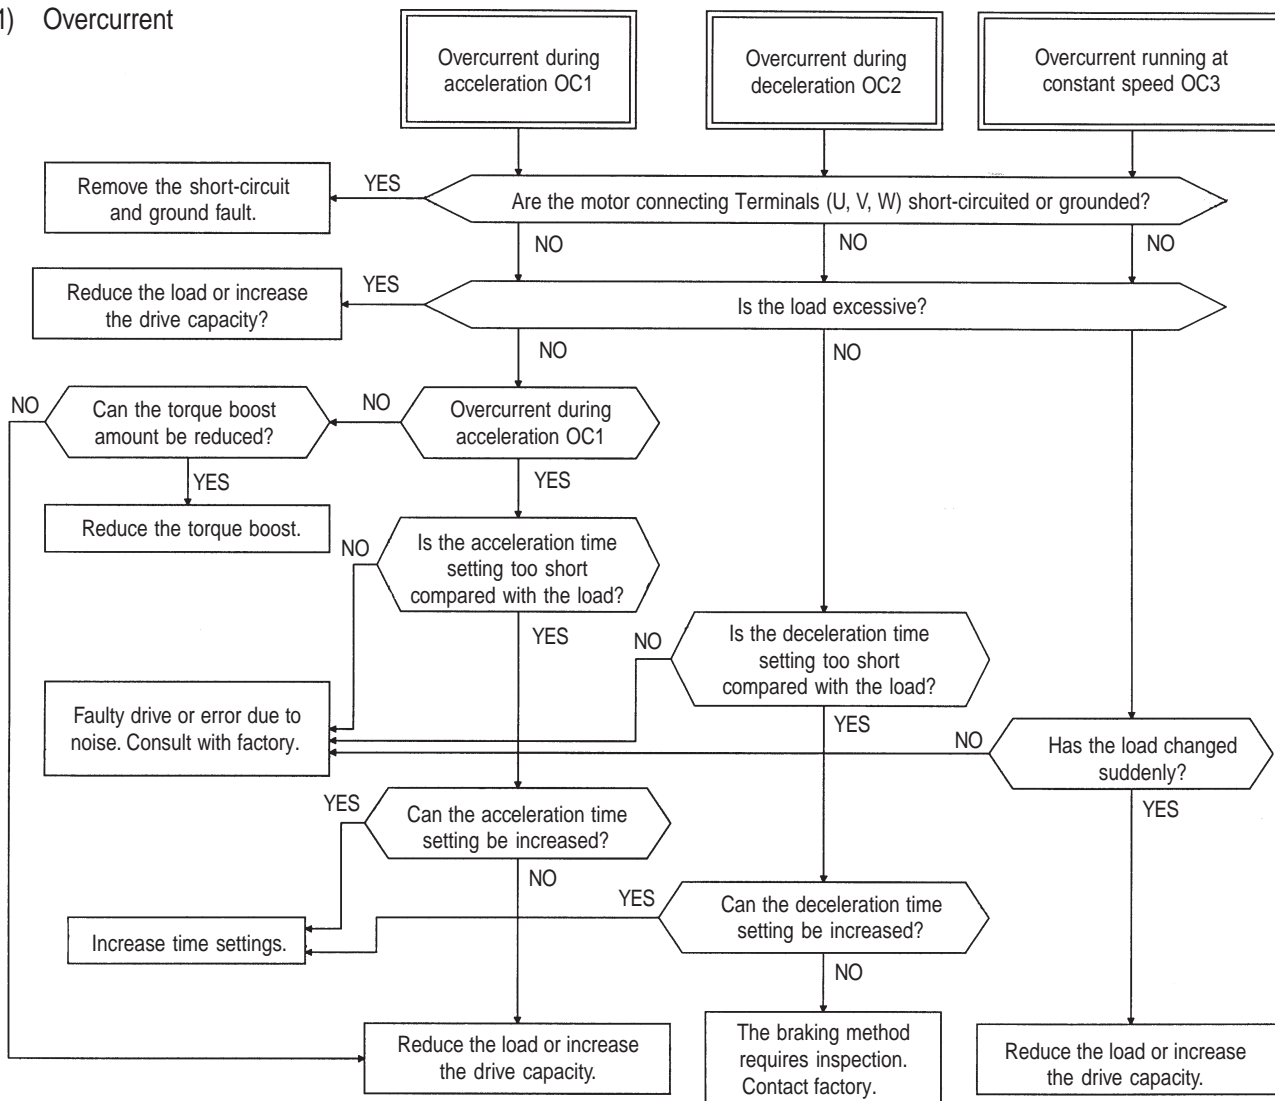 1) Overcurrent
Overcurrent during
acceleration OC1
Overcurrent during
deceleration OC2
Overcurrent running at
constant speed OC3
Remove the short-circuit
and ground fault.
YES
Are the motor connecting Terminals (U, V, W) short-circuited or grounded?
NO
NO
NO
Reduce the load or increase
the drive capacity?
YES
Is the load excessive?
NO
NO
NO
Can the torque boost
amount be reduced?
NO
Overcurrent during
acceleration OC1
YES
YES
Reduce the torque boost.
NO
Is the acceleration time
setting too short
compared with the load?
YES
NO
Is the deceleration time
setting too short
compared with the load?
YES
Faulty drive or error due to
noise. Consult with factory.
NO
Has the load changed
suddenly?
YES
YES
Can the acceleration time
setting be increased?
NO
YES
Can the deceleration time
setting be increased?
Increase time settings.
NO
Reduce the load or increase
the drive capacity.
The braking method
requires inspection.
Contact factory.
Reduce the load or increase
the drive capacity.